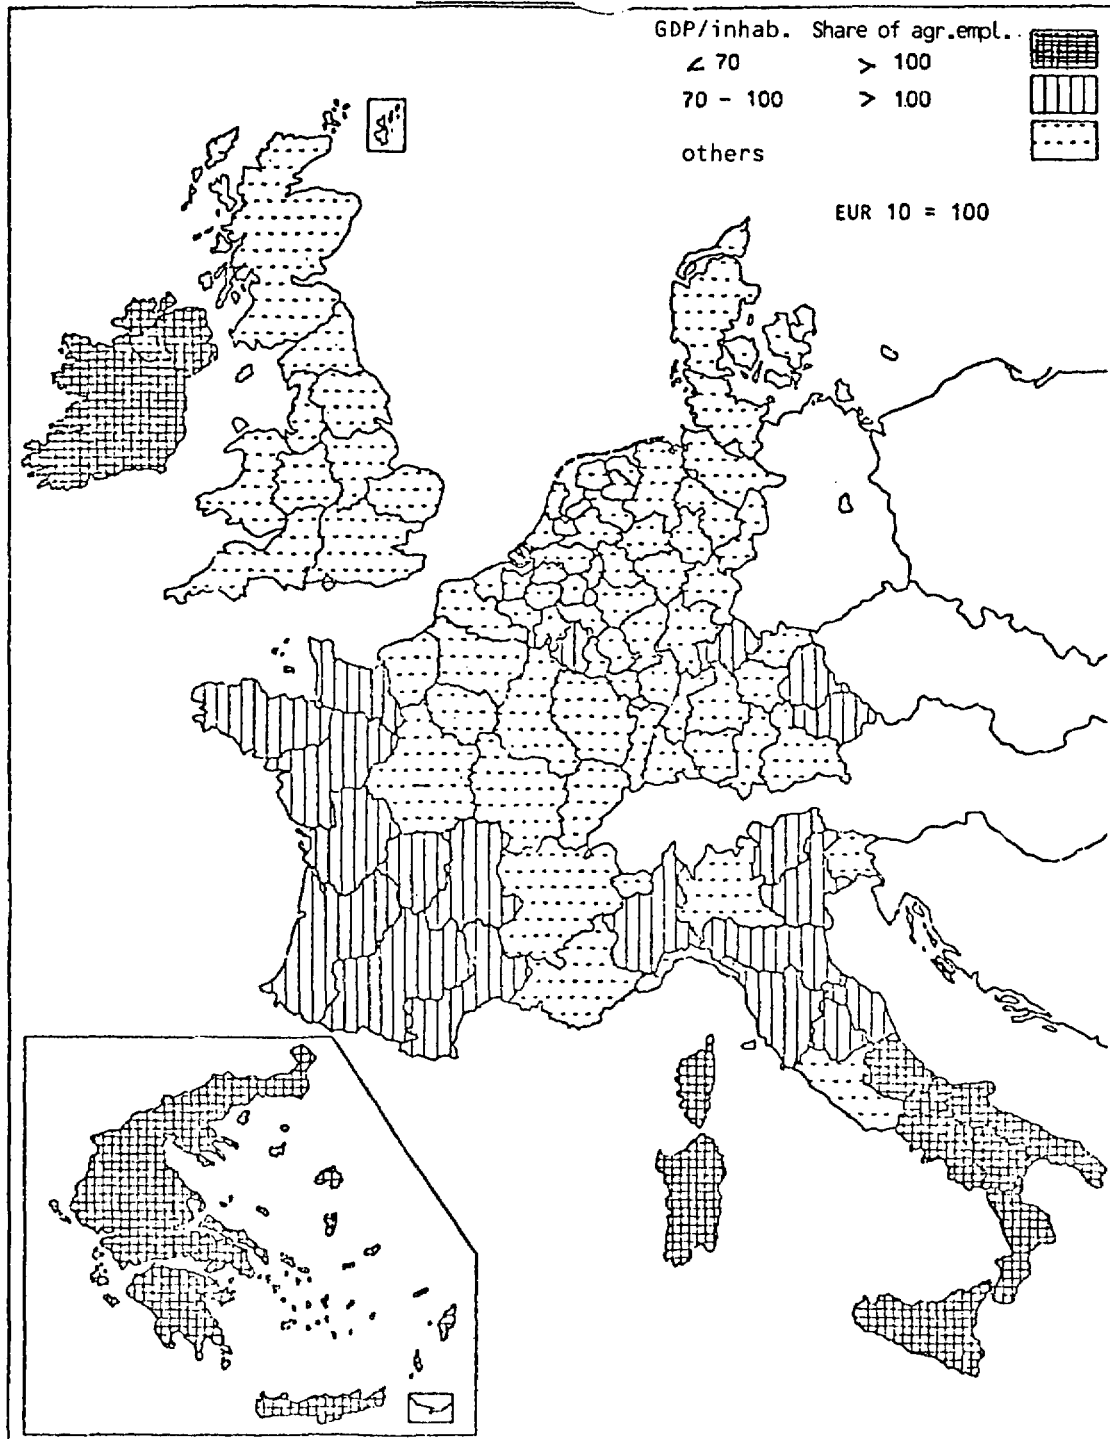 GDP/inhab. Share of agr.empl.
< 70 > 100
70 - 100 > 100
others
EUR 10 = 100